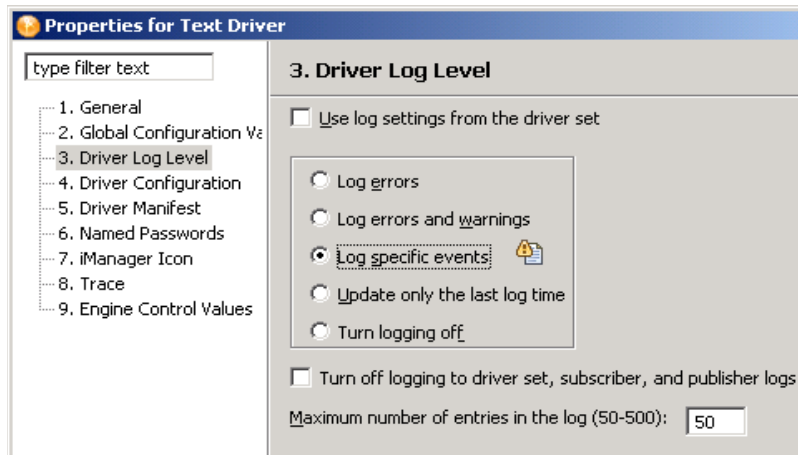 Properties for Text Driver
type filter text
1. General
2. Global Configuration Va
3. Driver Log Level
4. Driver Configuration
5. Driver Manifest
6. Named Passwords
7. iManager Icon
8. Trace
9. Engine Control Values
3. Driver Log Level
Use log settings from the driver set
Log errors
Log errors and warnings
Log specific events
Update only the last log time
Turn logging off
Turn off logging to driver set, subscriber, and publisher logs
Maximum number of entries in the log (50-500): 50